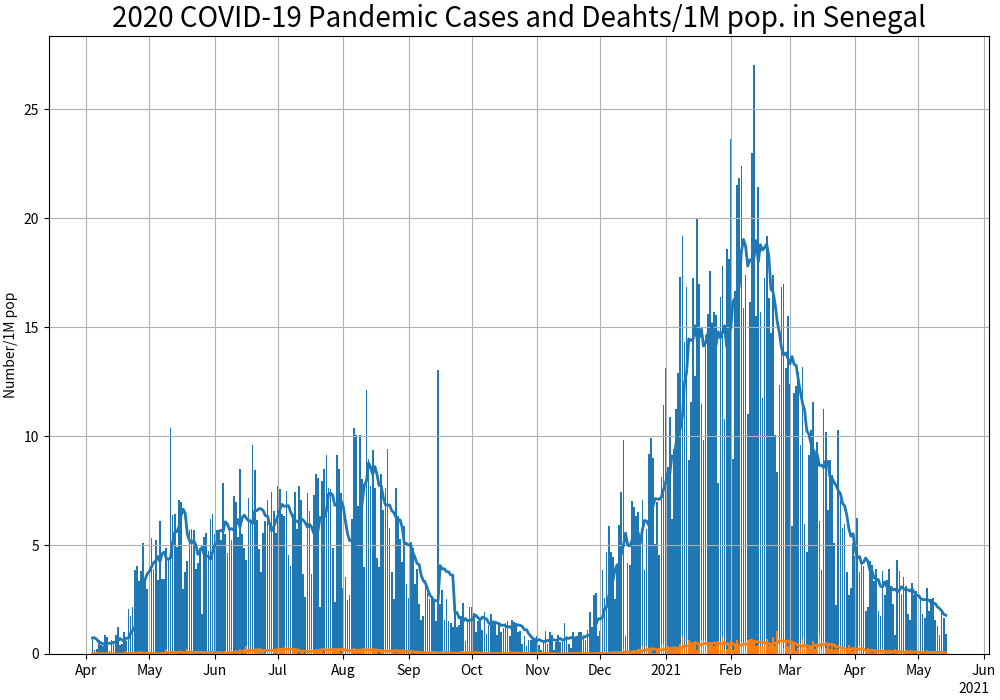 2020 COVID-19 Pandemic Cases and Deahts/1M pop. in Senegal
Number/1M pop
25
20
15
10
5
0
Apr May Jun Jul Aug Sep Oct Nov Dec 2021 Feb Mar Apr May Jun
2021